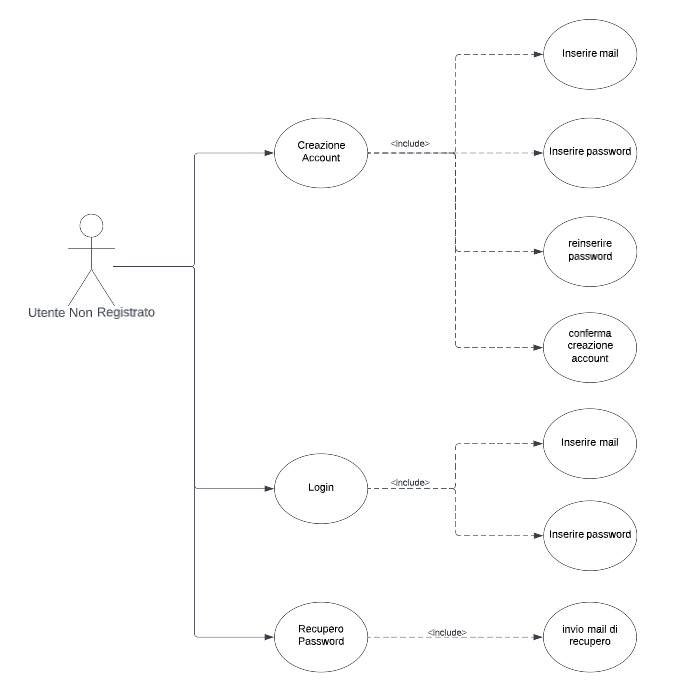 Inserire mail
Creazione
Account
<include>
Inserire password
reinserire
password
Utente Non Registrato
conferma
creazione
account
Inserire mail
Login
<include>
Inserire password
Recupero
Password
<include>
invio mail di
recupero